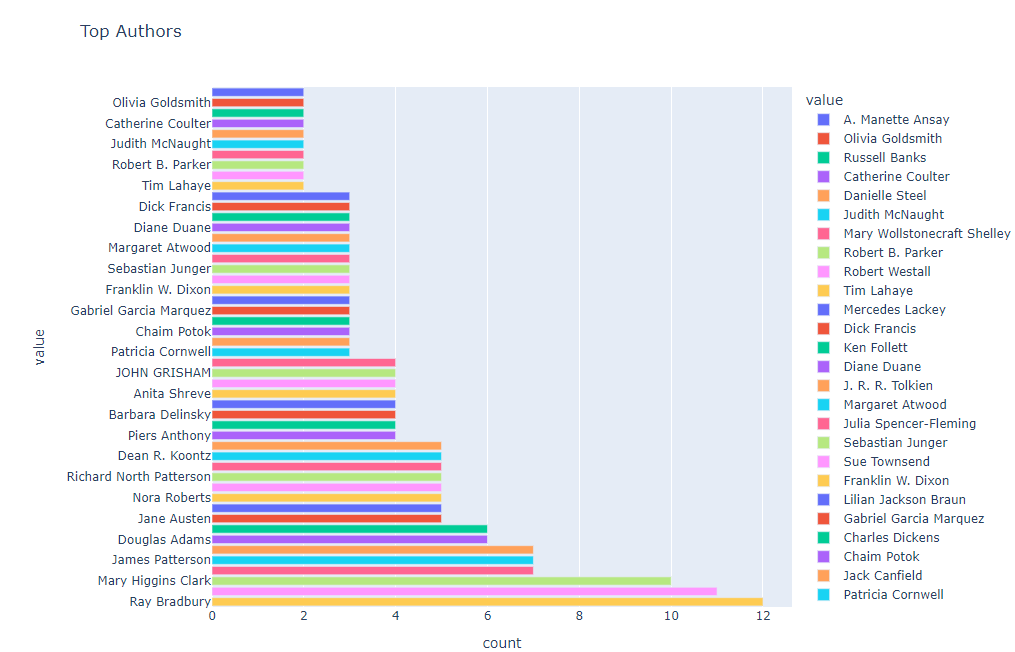 Top Authors
Olivia Goldsmith
Catherine Coulter
Judith McNaught
Robert B. Parker
Tim Lahaye
Dick Francis
Diane Duane
Margaret Atwood
Sebastian Junger
Franklin W. Dixon
Gabriel Garcia Marquez
Chaim Potok
Patricia Cornwell
JOHN GRISHAM
Anita Shreve
Barbara Delinsky
Piers Anthony
Dean R. Koontz
Richard North Patterson
Nora Roberts
Jane Austen
Douglas Adams
James Patterson
Mary Higgins Clark
Ray Bradbury
value
0 2 4 6 8 10 12
count
value
A. Manette Ansay
Olivia Goldsmith
Russell Banks
Catherine Coulter
Danielle Steel
Judith McNaught
Mary Wollstonecraft Shelley
Robert B. Parker
Robert Westall
Tim Lahaye
Mercedes Lackey
Dick Francis
Ken Follett
Diane Duane
J. R. R. Tolkien
Margaret Atwood
Julia Spencer-Fleming
Sebastian Junger
Sue Townsend
Franklin W. Dixon
Lilian Jackson Braun
Gabriel Garcia Marquez
Charles Dickens
Chaim Potok
Jack Canfield
Patricia Cornwell